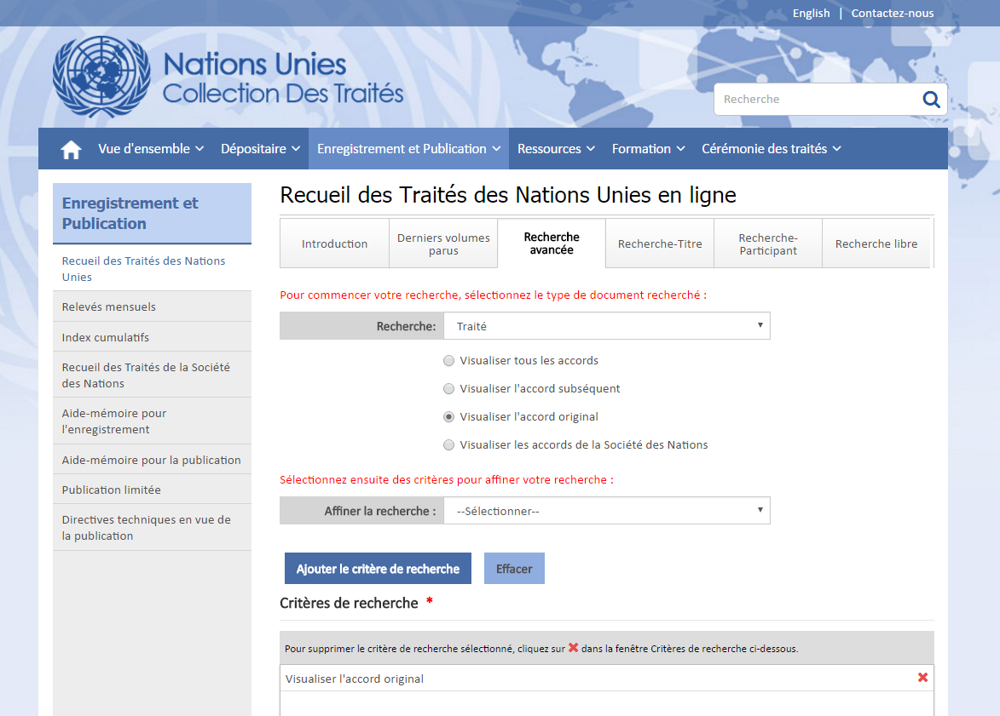 English | Contactez-nous
Nations Unies
Collection Des Traités
Recherche
Vue d'ensemble Dépositaire Enregistrement et Publication Ressources Formation Cérémonie des traités
Enregistrement et
Publication
Recueil des Traités des Nations
Unies
Relevés mensuels
Index cumulatifs
Recueil des Traités de la Société
des Nations
Aide-mémoire pour
l'enregistrement
Aide-mémoire pour la publication
Publication limitée
Directives techniques en vue de
la publication
Recueil des Traités des Nations Unies en ligne
Introduction
Derniers volumes
parus
Recherche
avancée
Recherche-Titre
Recherche-
Participant
Recherche libre
Pour commencer votre recherche, sélectionnez le type de document recherché :
Recherche: Traité
Visualiser tous les accords
Visualiser l'accord subséquent
Visualiser l'accord original
Visualiser les accords de la Société des Nations
Sélectionnez ensuite des critères pour affiner votre recherche :
Affiner la recherche : --Sélectionner--
Ajouter le critère de recherche Effacer
Critères de recherche *
Pour supprimer le critère de recherche sélectionné, cliquez sur ✖ dans la fenêtre Critères de recherche ci-dessous.
Visualiser l'accord original ✖